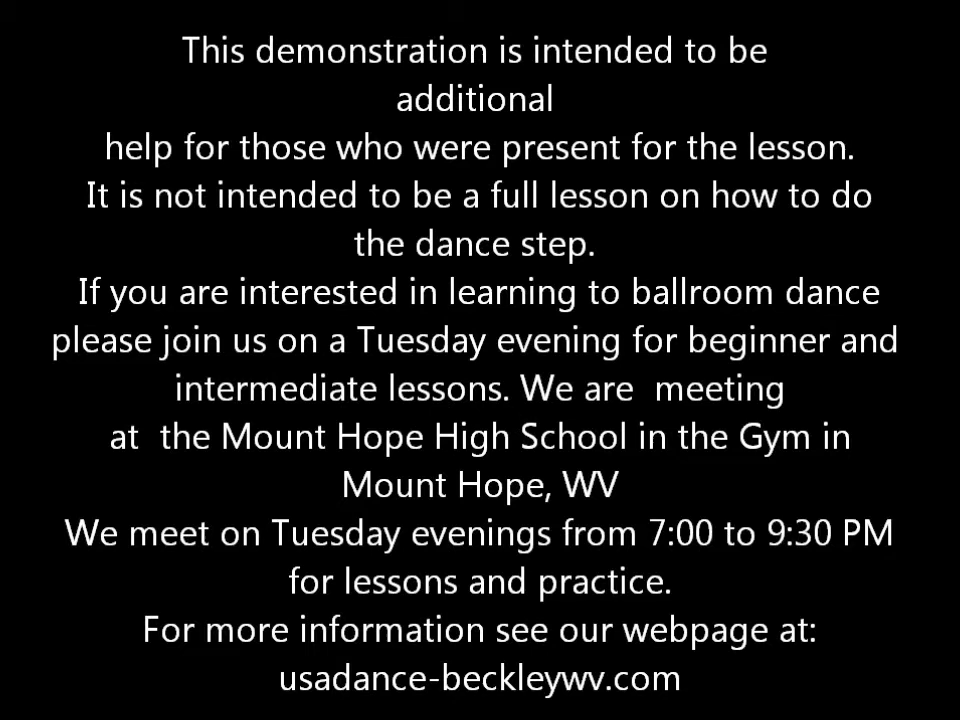 This demonstration is intended to be
additional
help for those who were present for the lesson.
It is not intended to be a full lesson on how to do
the dance step.
If you are interested in learning to ballroom dance
please join us on a Tuesday evening for beginner and
intermediate lessons. We are  meeting
at  the Mount Hope High School in the Gym in
Mount Hope, WV
We meet on Tuesday evenings from 7:00 to 9:30 PM
for lessons and practice.
For more information see our webpage at:
usadance-beckleywv.com